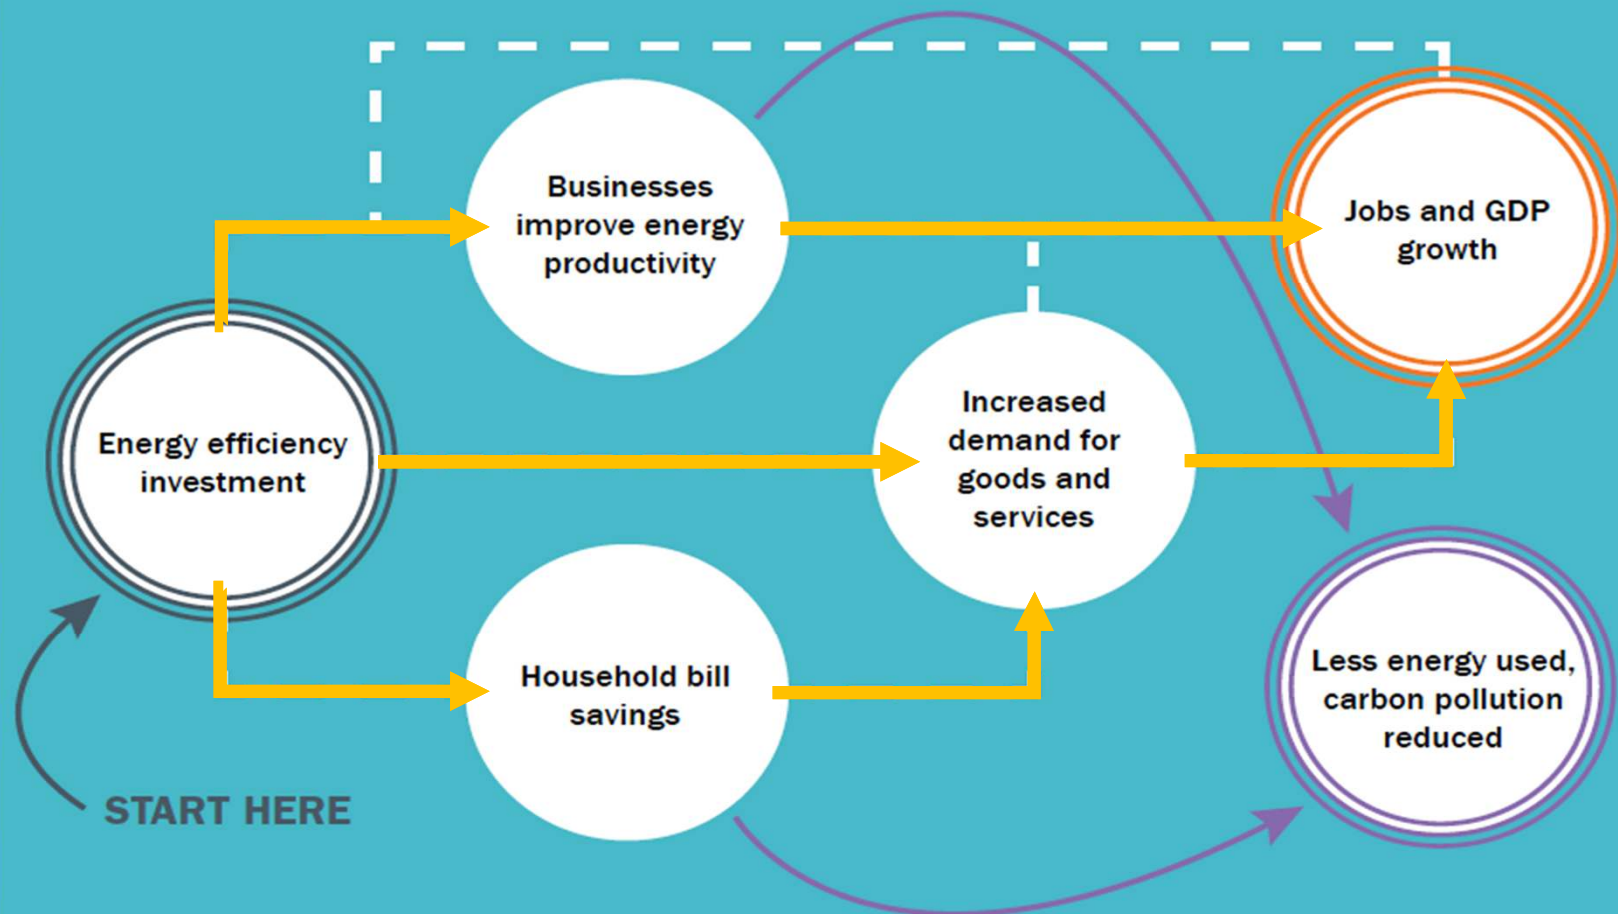 Businesses
improve energy
productivity
Jobs and GDP
growth
Energy efficiency
investment
Increased
demand for
goods and
services
Household bill
savings
Less energy used,
carbon pollution
reduced
START HERE